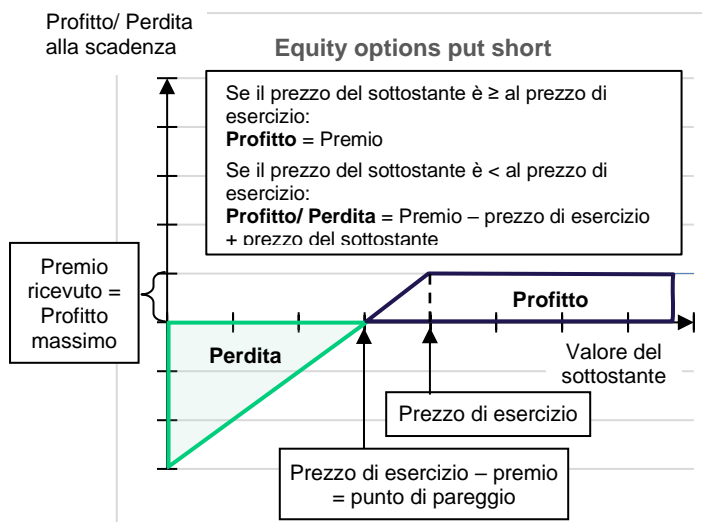 Profitto/ Perdita
alla scadenza
Equity options put short
Se il prezzo del sottostante è ≥ al prezzo di
esercizio:
Profitto = Premio
Se il prezzo del sottostante è < al prezzo di
esercizio:
Profitto/ Perdita = Premio – prezzo di esercizio
+ prezzo del sottostante
Premio
ricevuto =
Profitto
massimo
Profitto
Perdita
Valore del
sottostante
Prezzo di esercizio
Prezzo di esercizio – premio
= punto di pareggio